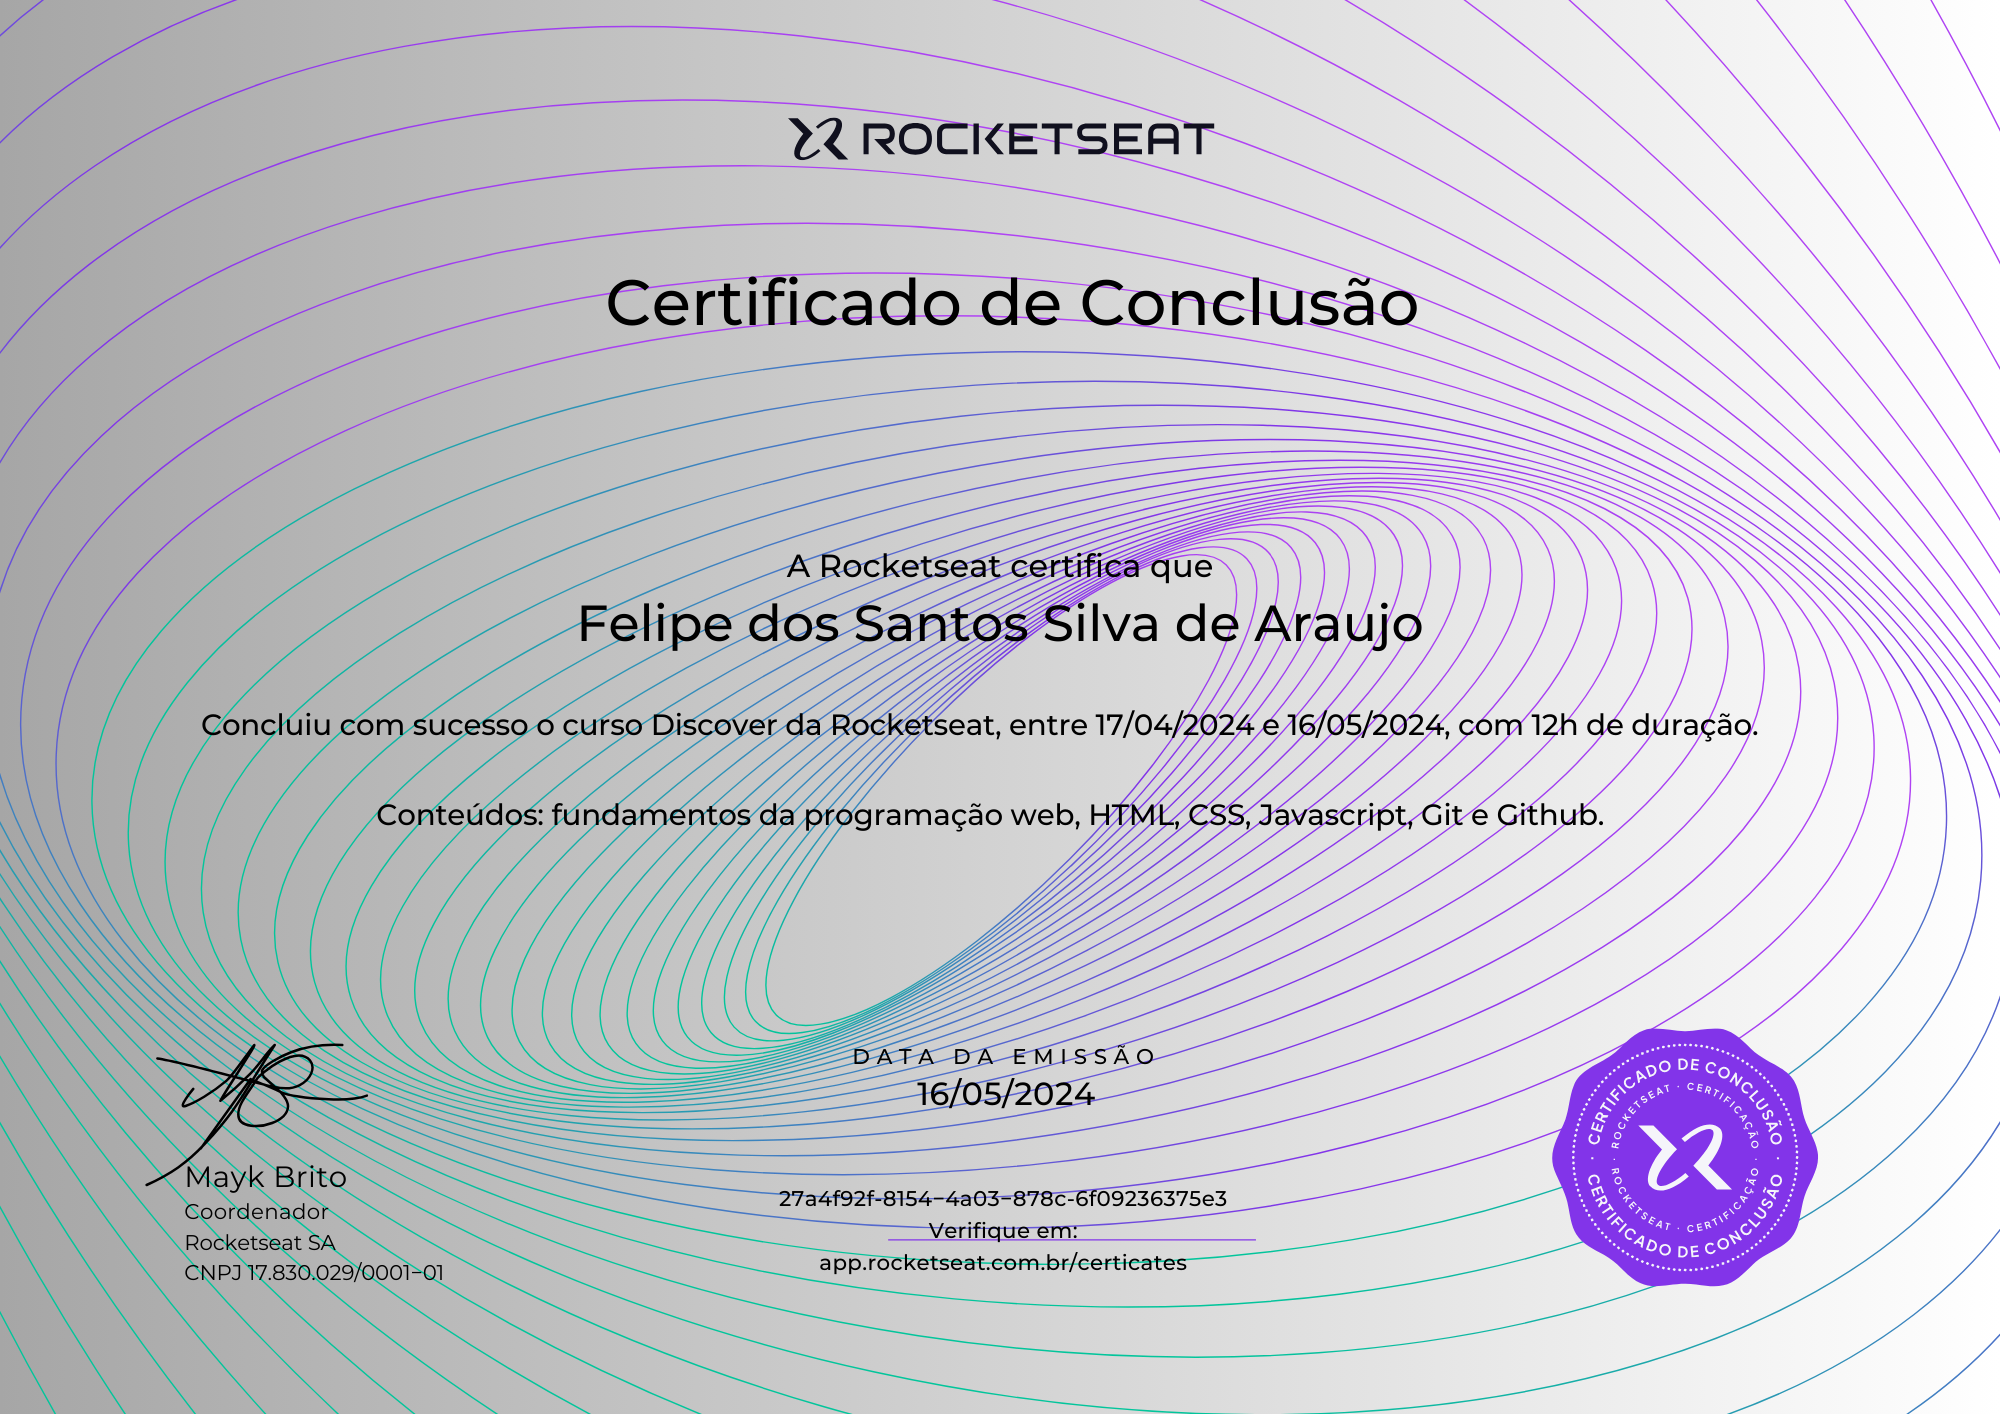 ROCKETSEAT
Certificado de Conclusão
A Rocketseat certifica que
Felipe dos Santos Silva de Araujo
Concluiu com sucesso o curso Discover da Rocketseat, entre 17/04/2024 e 16/05/2024, com 12h de duração.
Conteúdos: fundamentos da programação web, HTML, CSS, Javascript, Git e Github.
DATA DA EMISSÃO
16/05/2024
Mayk Brito
Coordenador
Rocketseat SA
CNPJ 17.830.029/0001-01
27a4f92f-8154-4a03-878c-6f09236375e3
Verifique em:
app.rocketseat.com.br/certicates
CERTIFICADO DE CONCLUSÃO
ROCKETSEAT · CERTIFICAÇÃO
ROCKETSEAT · CERTIFICAÇÃO
CERTIFICADO DE CONCLUSÃO